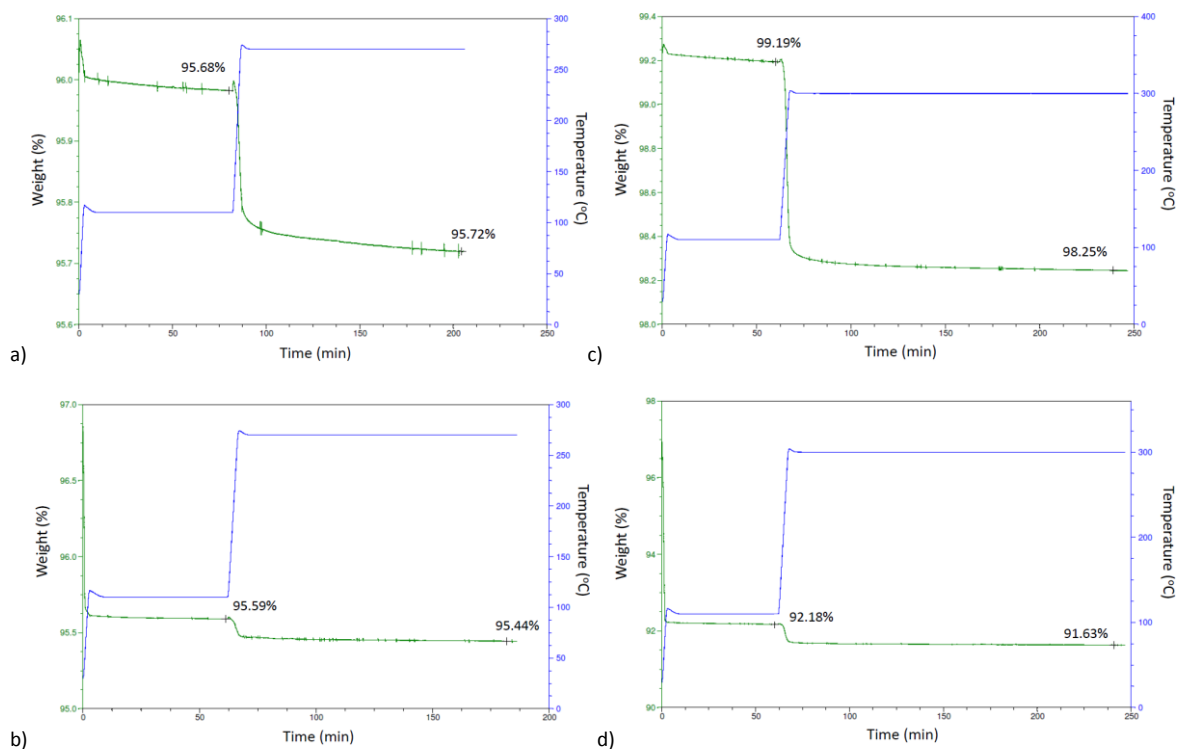 96.1
96.0
95.9
95.8
95.7
95.6
Weight (%)
95.68%
95.72%
300
250
200
150
100
50
0
Temperature (°C)
0 50 100 150 200 250
Time (min)
a)
99.4
99.2
99.0
98.8
98.6
98.4
98.2
98.0
Weight (%)
99.19%
98.25%
400
300
200
100
0
Temperature (°C)
0 50 100 150 200 250
Time (min)
c)
97.0
96.5
96.0
95.5
95.0
Weight (%)
95.59%
95.44%
300
250
200
150
100
50
0
Temperature (°C)
0 50 100 150 200
Time (min)
b)
98
96
94
92
90
Weight (%)
92.18%
91.63%
300
200
100
0
Temperature (°C)
0 50 100 150 200 250
Time (min)
d)